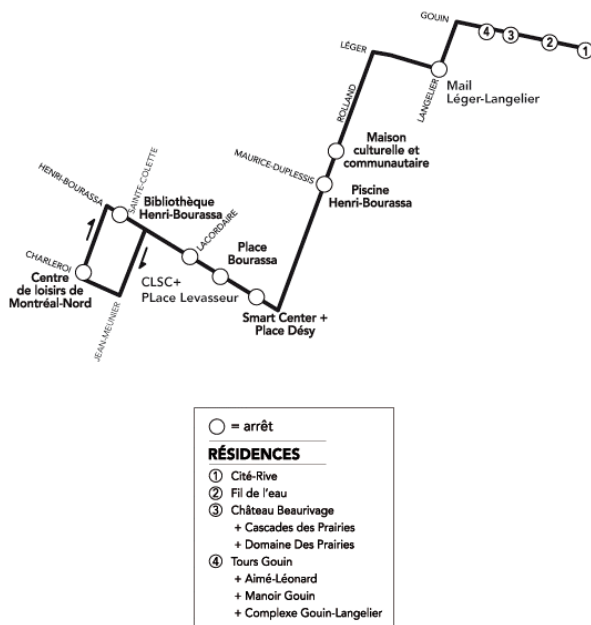 GOUIN
4
3
2
1
LÉGER
LANGELIER
Mail
Léger-Langelier
ROLLAND
Maison
culturelle et
communautaire
MAURICE-DUPLESSIS
Piscine
Henri-Bourassa
HENRI-BOURASSA
SAINTE-COLETTE
Bibliothèque
Henri-Bourassa
LACORDAIRE
Place
Bourassa
CHARLEROI
Centre
de loisirs de
Montréal-Nord
CLSC+
PLace Levasseur
JEAN-MEUNIER
Smart Center +
Place Désy
= arrêt
RÉSIDENCES
1 Cité-Rive
2 Fil de l'eau
3 Château Beaurivage
+ Cascades des Prairies
+ Domaine Des Prairies
4 Tours Gouin
+ Aimé-Léonard
+ Manoir Gouin
+ Complexe Gouin-Langelier